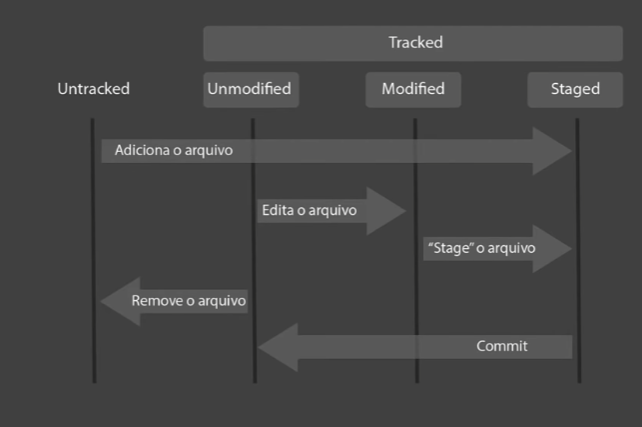 Tracked
Untracked
Unmodified
Modified
Staged
Adiciona o arquivo
Edita o arquivo
“Stage” o arquivo
Remove o arquivo
Commit